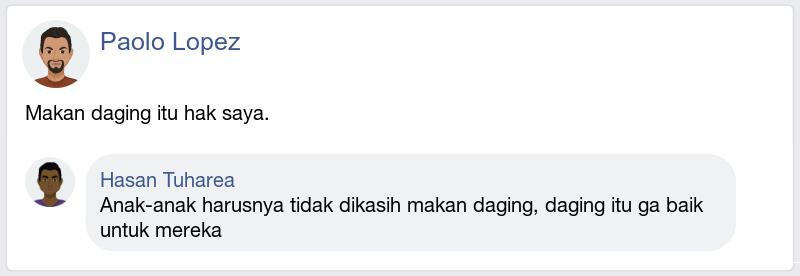 Paolo Lopez
Makan daging itu hak saya.
Hasan Tuharea
Anak-anak harusnya tidak dikasih makan daging, daging itu ga baik
untuk mereka